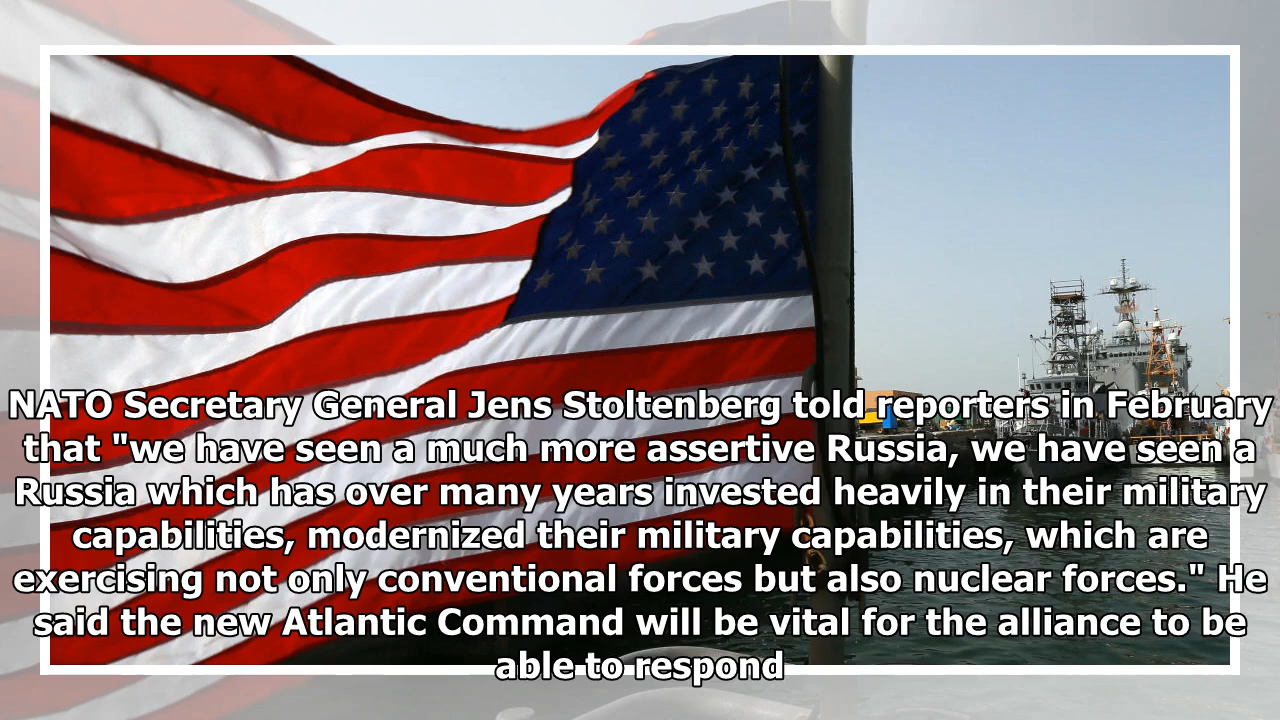 NATO Secretary General Jens Stoltenberg told reporters in February
that "we have seen a much more assertive Russia, we have seen a
Russia which has over many years invested heavily in their military
capabilities, modernized their military capabilities, which are
exercising not only conventional forces but also nuclear forces." He
said the new Atlantic Command will be vital for the alliance to be
able to respond